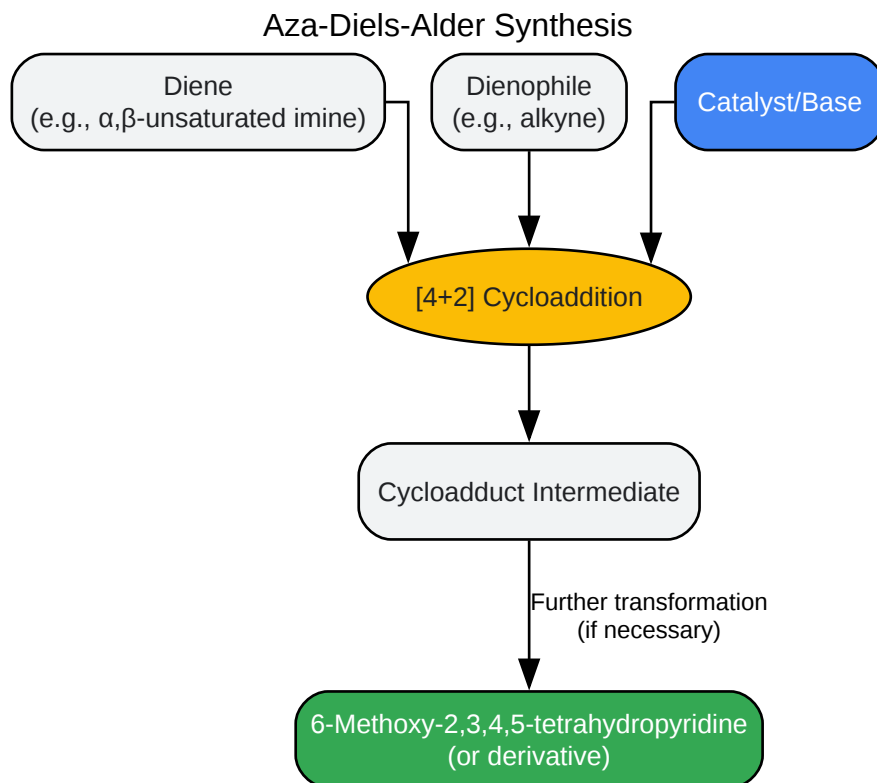 Aza-Diels-Alder Synthesis
Diene
(e.g., α,β-unsaturated imine)
Dienophile
(e.g., alkyne)
Catalyst/Base
[4+2] Cycloaddition
Cycloadduct Intermediate
Further transformation
(if necessary)
6-Methoxy-2,3,4,5-tetrahydropyridine
(or derivative)